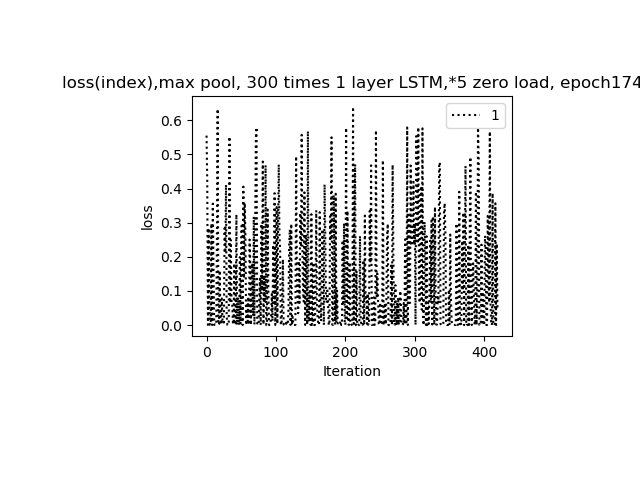 loss(index),max pool, 300 times 1 layer LSTM,*5 zero load, epoch174
1
0.6
0.5
0.4
0.3
0.2
0.1
0.0
loss
0 100 200 300 400
Iteration